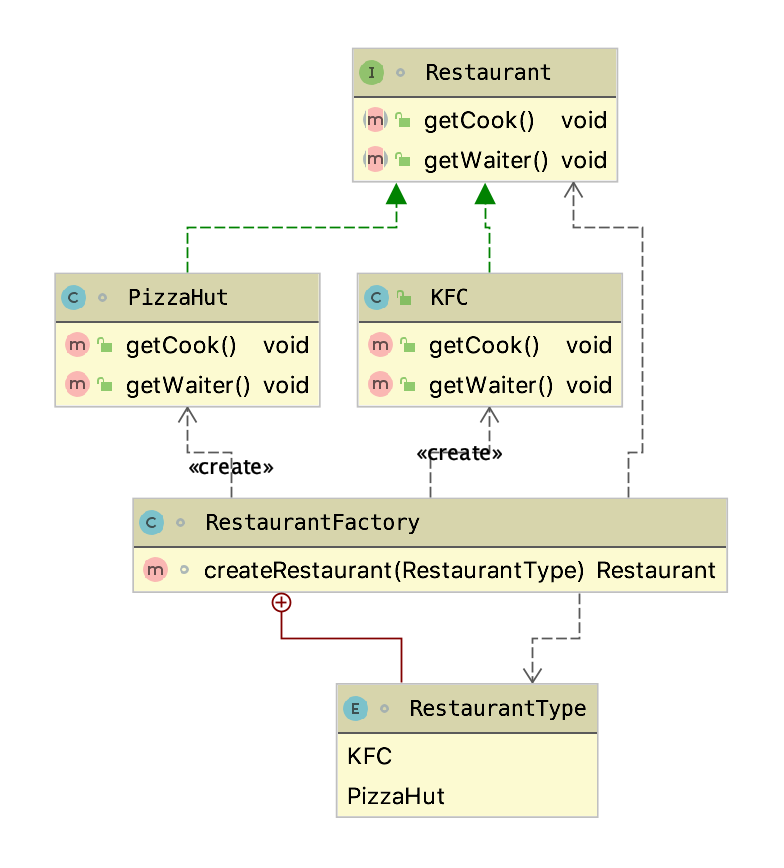 I Restaurant
m getCook() void
m getWaiter() void
C PizzaHut
m getCook() void
m getWaiter() void
C KFC
m getCook() void
m getWaiter() void
«create»
«create»
C RestaurantFactory
m createRestaurant(RestaurantType) Restaurant
E RestaurantType
KFC
PizzaHut